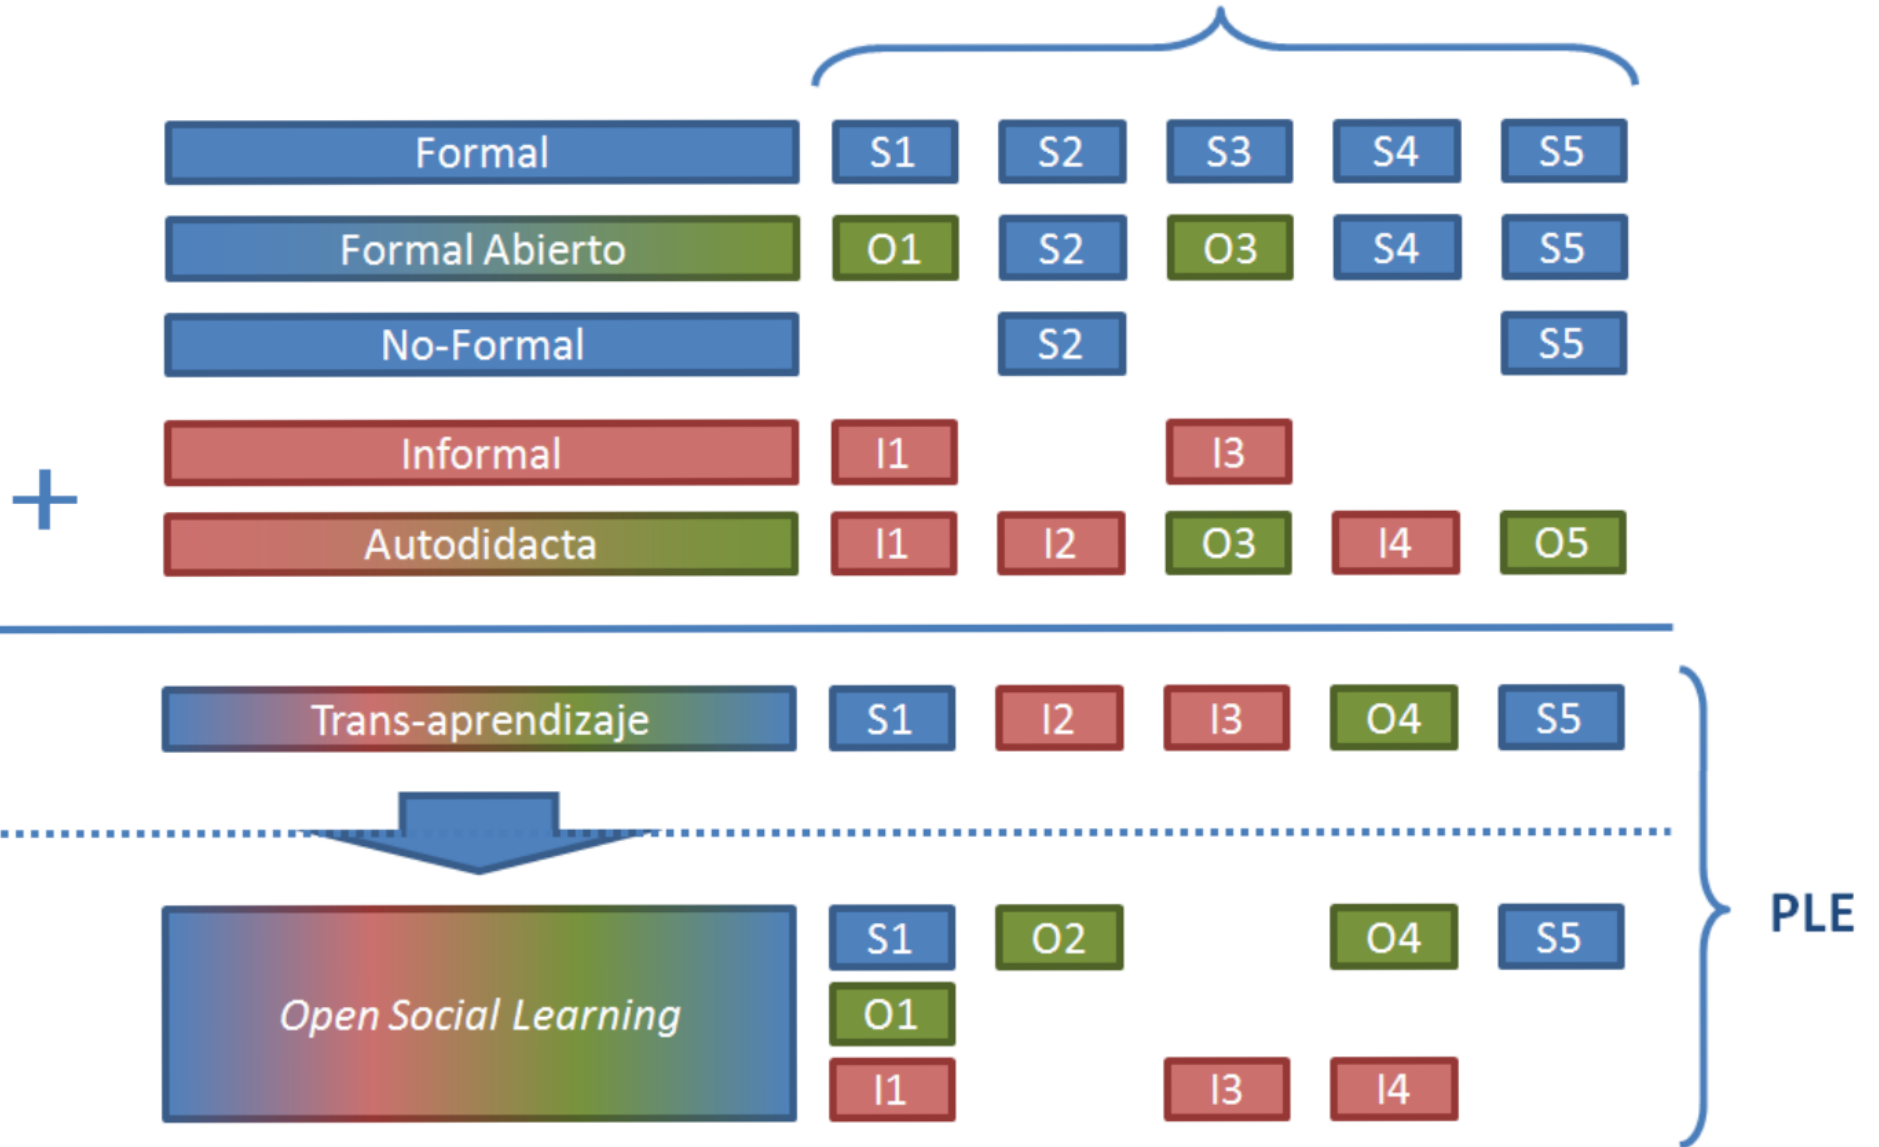 Formal S1 S2 S3 S4 S5
Formal Abierto O1 S2 O3 S4 S5
No-Formal S2 S5
Informal I1 I3
+
Autodidacta I1 I2 O3 I4 O5
Trans-aprendizaje S1 I2 I3 O4 S5
S1 O2 O4 S5
PLE
Open Social Learning O1
I1 I3 I4